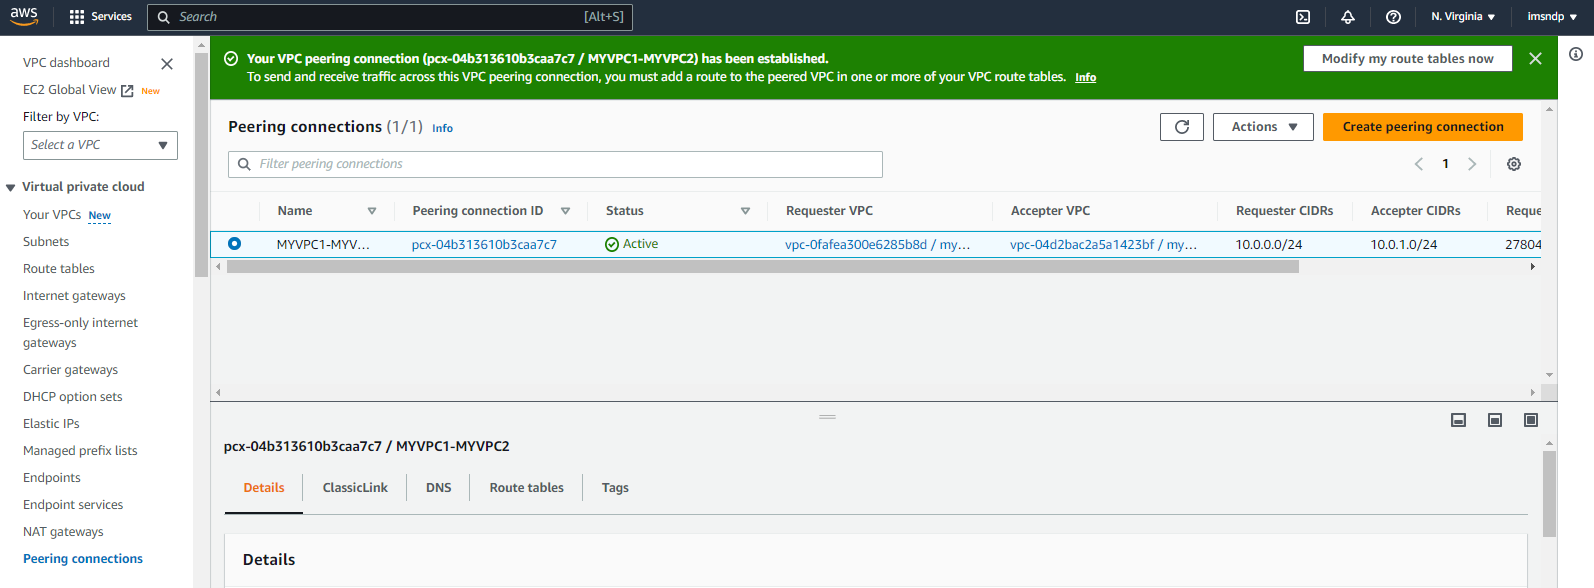 aws
Services
Search
[Alt+S]
N. Virginia
imsndp
VPC dashboard
EC2 Global View New
Filter by VPC:
Select a VPC
Virtual private cloud
Your VPCs New
Subnets
Route tables
Internet gateways
Egress-only internet
gateways
Carrier gateways
DHCP option sets
Elastic IPs
Managed prefix lists
Endpoints
Endpoint services
NAT gateways
Peering connections
Your VPC peering connection (pcx-04b313610b3caa7c7 / MYVPC1-MYVPC2) has been established.
To send and receive traffic across this VPC peering connection, you must add a route to the peered VPC in one or more of your VPC route tables. Info
Modify my route tables now
Peering connections (1/1) Info
Actions
Create peering connection
Filter peering connections
1
Name Peering connection ID Status Requester VPC Accepter VPC Requester CIDRs Accepter CIDRs Reque
MYVPC1-MYV... pcx-04b313610b3caa7c7 Active vpc-0fafea300e6285b8d / my... vpc-04d2bac2a5a1423bf / my... 10.0.0.0/24 10.0.1.0/24 27804
pcx-04b313610b3caa7c7 / MYVPC1-MYVPC2
Details ClassicLink DNS Route tables Tags
Details